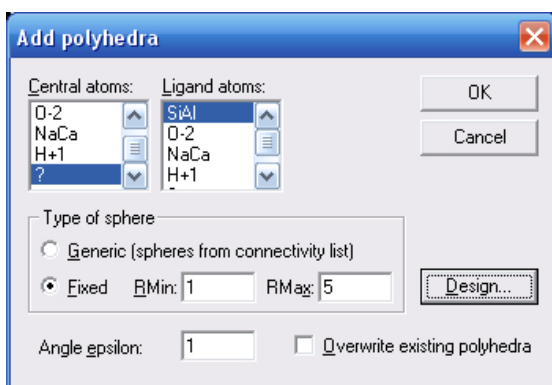 Add polyhedra
Central atoms: Ligand atoms:
O-2
NaCa
H+1
?
SiAl
O-2
NaCa
H+1
OK
Cancel
Type of sphere
Generic (spheres from connectivity list)
Fixed RMin: 1 RMax: 5
Design...
Angle epsilon: 1 Overwrite existing polyhedra